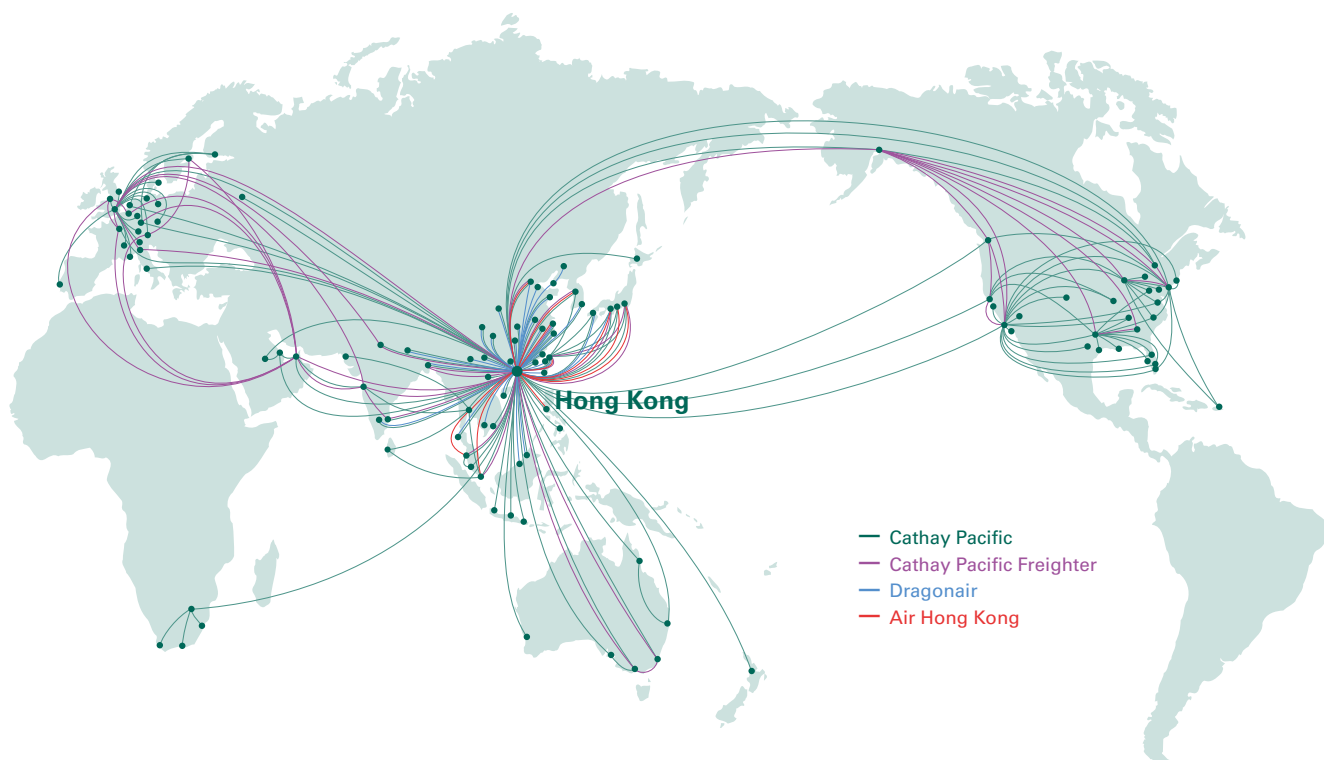 Hong Kong
Cathay Pacific
Cathay Pacific Freighter
Dragonair
Air Hong Kong